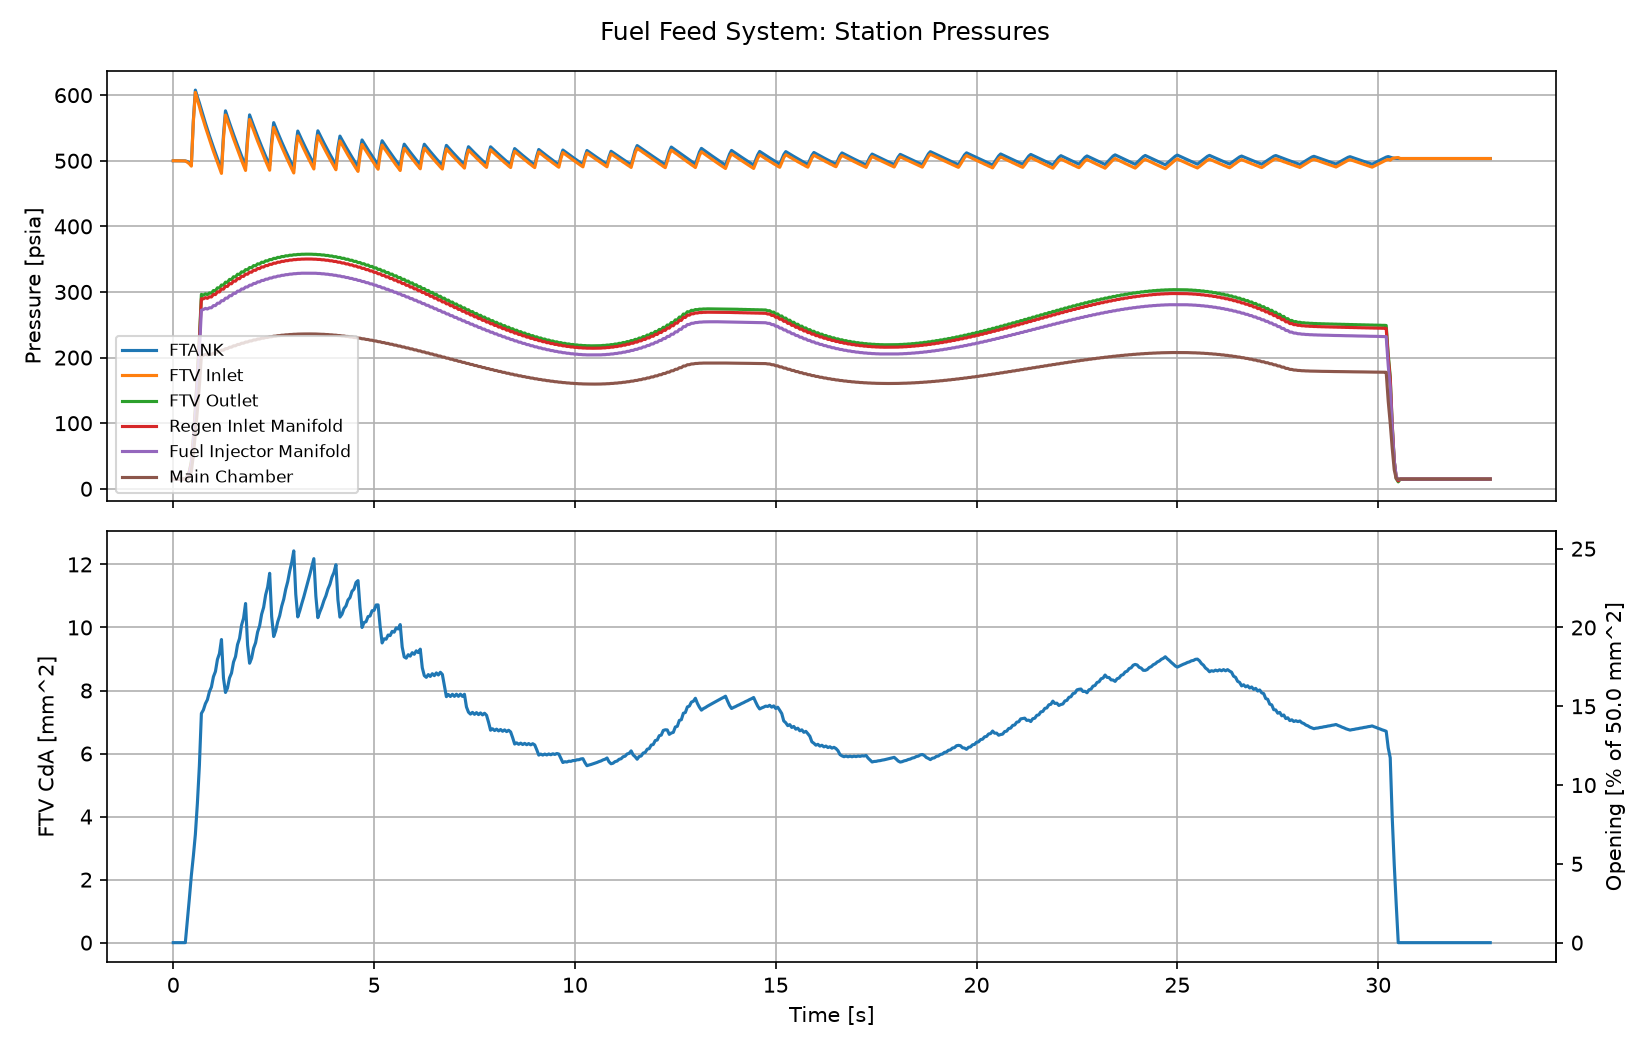 Fuel Feed System: Station Pressures
Pressure [psia]
600
500
400
300
200
100
0
FTANK
FTV Inlet
FTV Outlet
Regen Inlet Manifold
Fuel Injector Manifold
Main Chamber
FTV CdA [mm^2]
12
10
8
6
4
2
0
25
20
15
10
5
0
Opening [% of 50.0 mm^2]
0
5
10
15
20
25
30
Time [s]